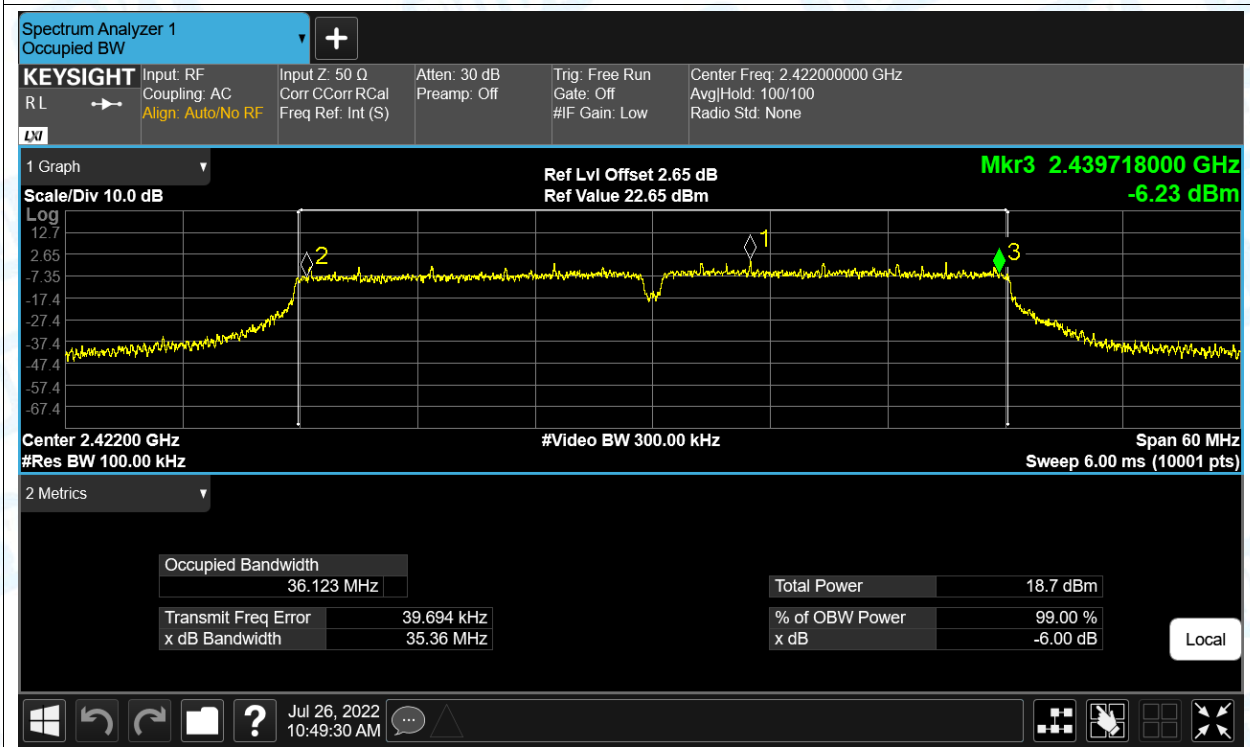 Spectrum Analyzer 1
Occupied BW
KEYSIGHT
R L
LXI
Input: RF
Coupling: AC
Align: Auto/No RF
Input Z: 50 Ω
Corr CCorr RCal
Freq Ref: Int (S)
Atten: 30 dB
Preamp: Off
Trig: Free Run
Gate: Off
#IF Gain: Low
Center Freq: 2.422000000 GHz
Avg|Hold: 100/100
Radio Std: None
1 Graph
Scale/Div 10.0 dB
Ref Lvl Offset 2.65 dB
Ref Value 22.65 dBm
Mkr3 2.439718000 GHz
-6.23 dBm
Log
12.7
2.65
-7.35
-17.4
-27.4
-37.4
-47.4
-57.4
-67.4
2
1
3
Center 2.42200 GHz
#Res BW 100.00 kHz
#Video BW 300.00 kHz
Span 60 MHz
Sweep 6.00 ms (10001 pts)
2 Metrics
Occupied Bandwidth
36.123 MHz
Transmit Freq Error 39.694 kHz
x dB Bandwidth 35.36 MHz
Total Power 18.7 dBm
% of OBW Power 99.00 %
x dB -6.00 dB
Local
?
Jul 26, 2022
10:49:30 AM